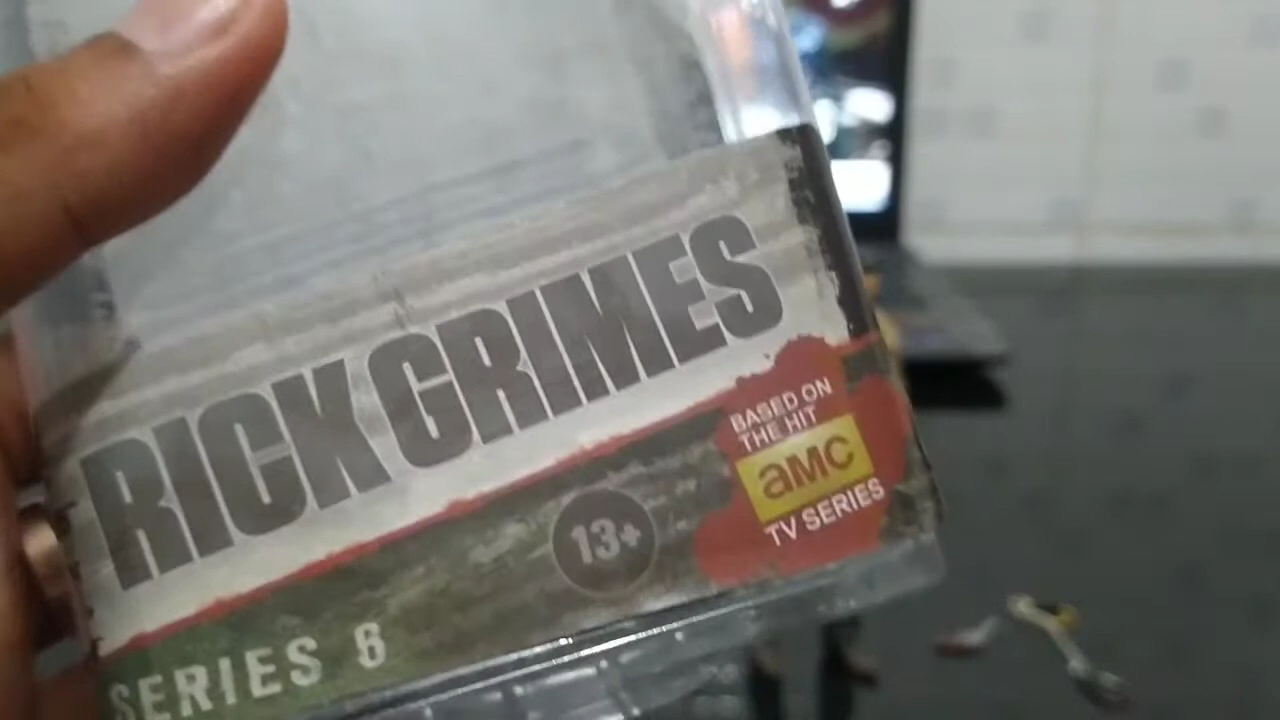 RICK GRIMES
BASED ON
THE HIT
aMC
TV SERIES
13+
SERIES 6